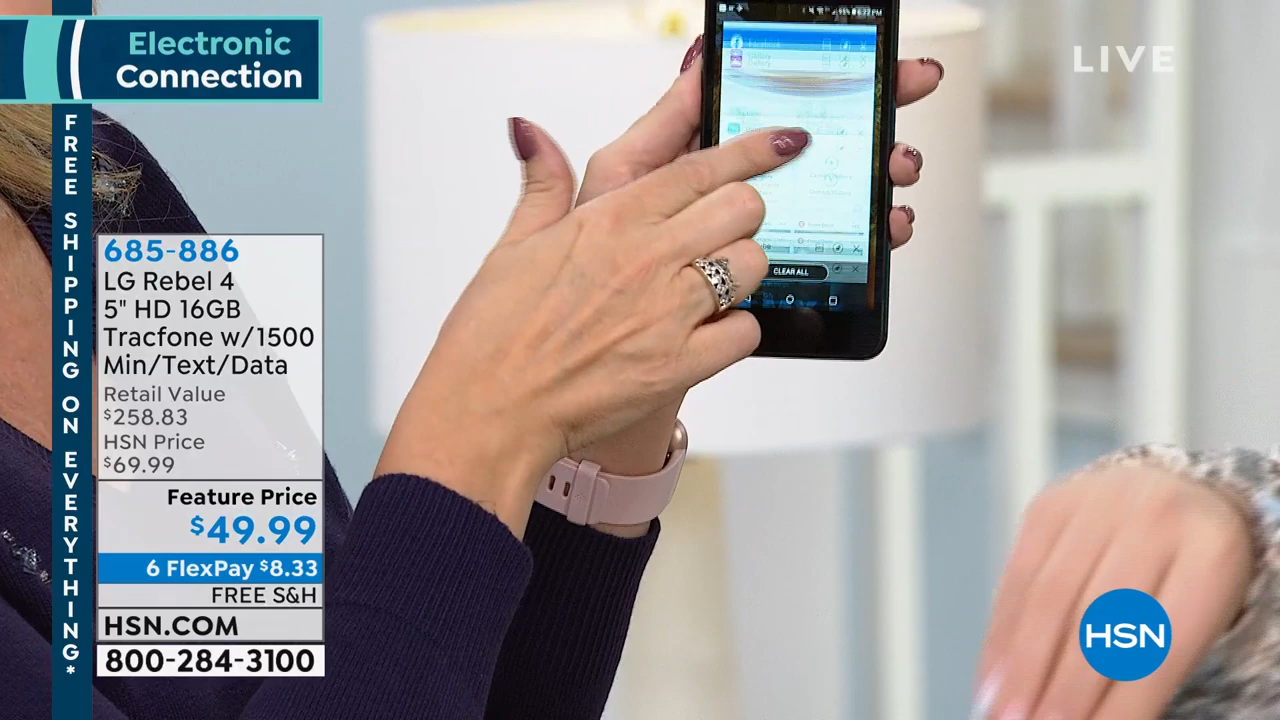 Electronic
Connection
LIVE
FREE SHIPPING ON EVERYTHING*
685-886
LG Rebel 4
5" HD 16GB
Tracfone w/1500
Min/Text/Data
Retail Value
$258.83
HSN Price
$69.99
Feature Price
$49.99
6 FlexPay $8.33
FREE S&H
HSN.COM
800-284-3100
Facebook
CLEAR ALL
HSN